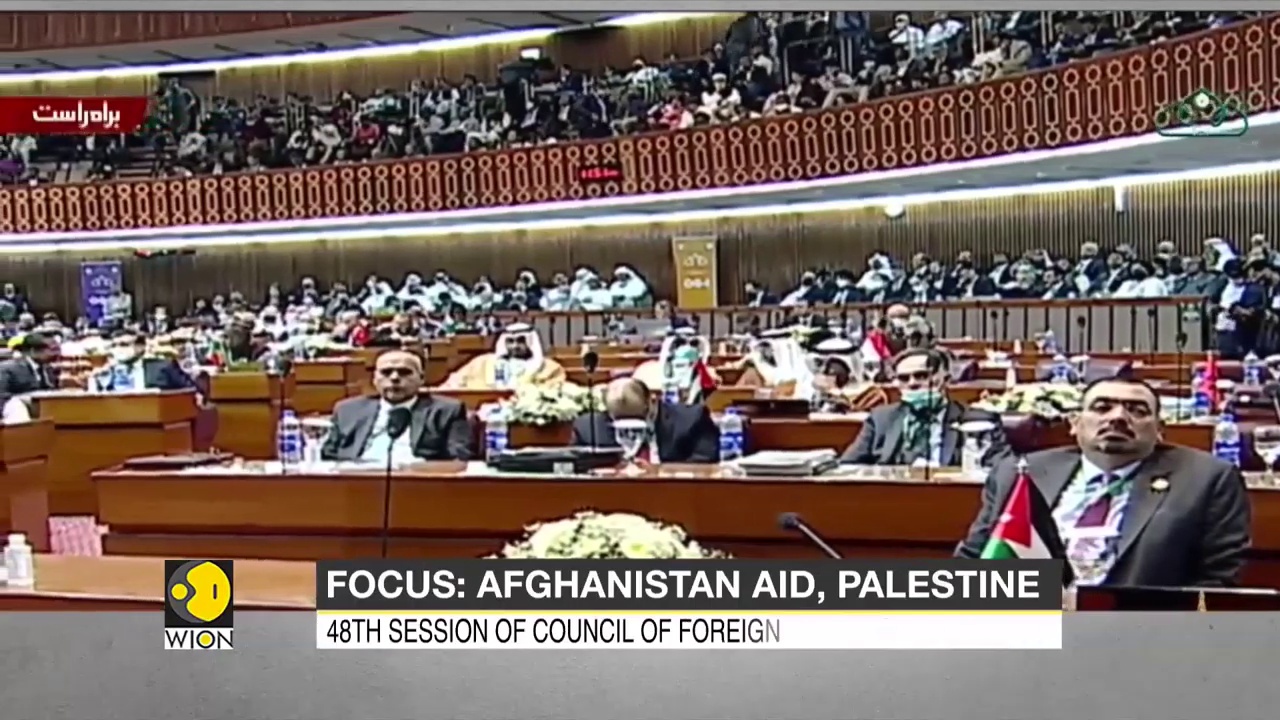 براہ راست
FOCUS: AFGHANISTAN AID, PALESTINE
48TH SESSION OF COUNCIL OF FOREIGN
WION